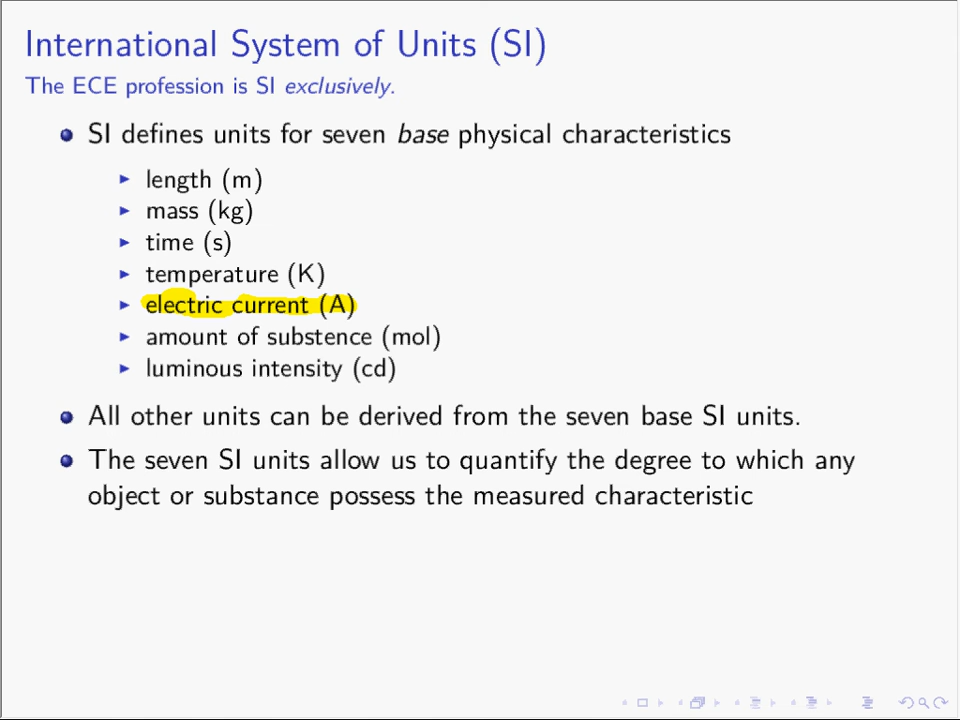 International System of Units (SI)
The ECE profession is SI exclusively.
SI defines units for seven base physical characteristics
length (m)
mass (kg)
time (s)
temperature (K)
electric current (A)
amount of substence (mol)
luminous intensity (cd)
All other units can be derived from the seven base SI units.
The seven SI units allow us to quantify the degree to which any
object or substance possess the measured characteristic